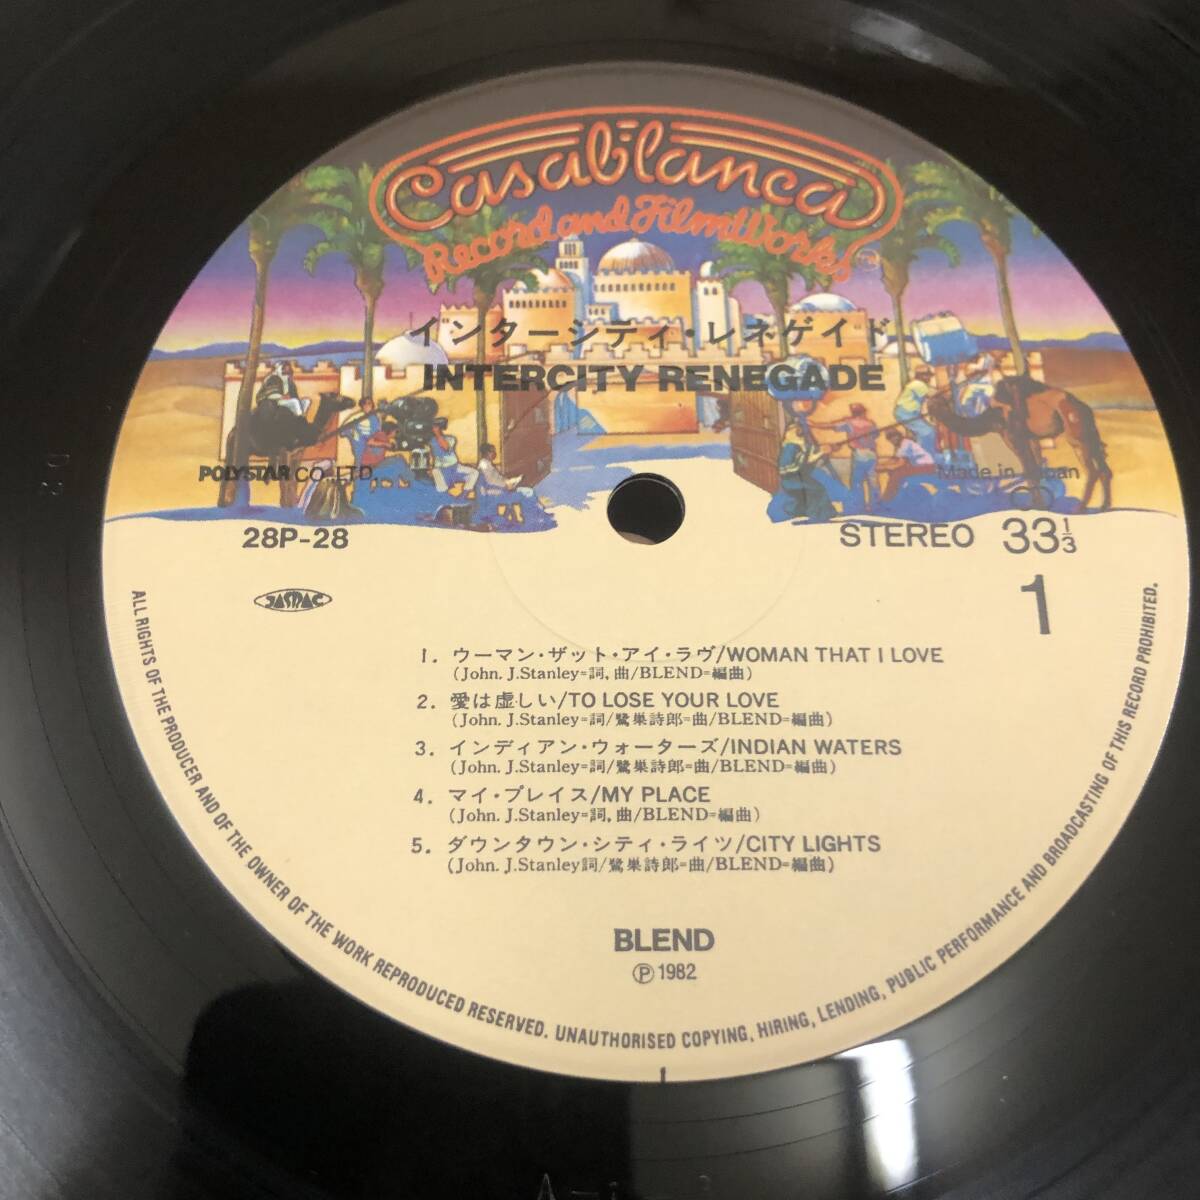 Casablanca
Record and FilmWorks
インターシティ・レネゲイド
INTERCITY RENEGADE
POLYSTAR CO., LTD.
Made in Japan
28P-28
STEREO 33⅓
JASRAC
1
1. ウーマン・ザット・アイ・ラヴ/WOMAN THAT I LOVE
(John. J.Stanley=詞, 曲/BLEND=編曲)
2. 愛は虚しい/TO LOSE YOUR LOVE
(John. J.Stanley=詞/鷺巣詩郎=曲/BLEND=編曲)
3. インディアン・ウォーターズ/INDIAN WATERS
(John. J.Stanley=詞/鷺巣詩郎=曲/BLEND=編曲)
4. マイ・プレイス/MY PLACE
(John. J.Stanley=詞, 曲/BLEND=編曲)
5. ダウンタウン・シティ・ライツ/CITY LIGHTS
(John. J.Stanley詞/鷺巣詩郎=曲/BLEND=編曲)
BLEND
Ⓟ 1982
ALL RIGHTS OF THE PRODUCER AND OF THE OWNER OF THE WORK REPRODUCED RESERVED. UNAUTHORISED COPYING, HIRING, LENDING, PUBLIC PERFORMANCE AND BROADCASTING OF THIS RECORD PROHIBITED.